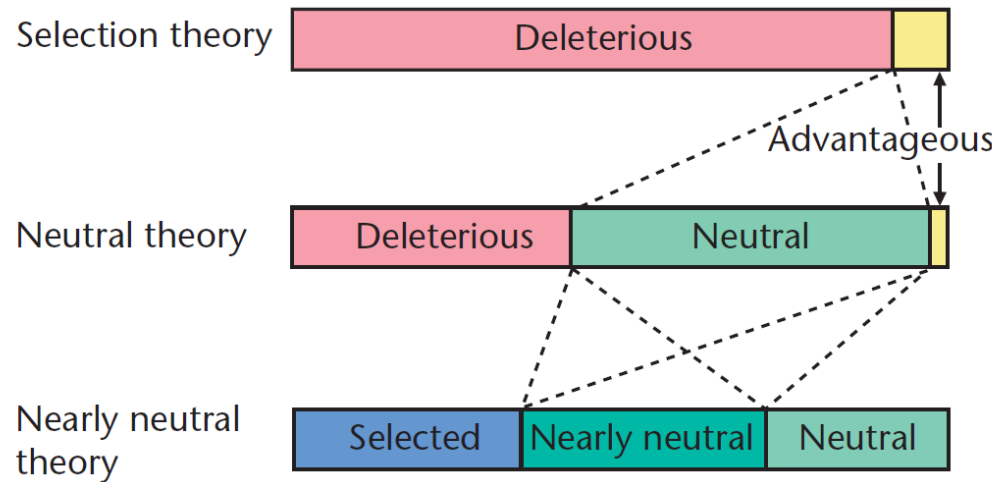 Selection theory
Deleterious
Advantageous
Neutral theory
Deleterious
Neutral
Nearly neutral
theory
Selected
Nearly neutral
Neutral